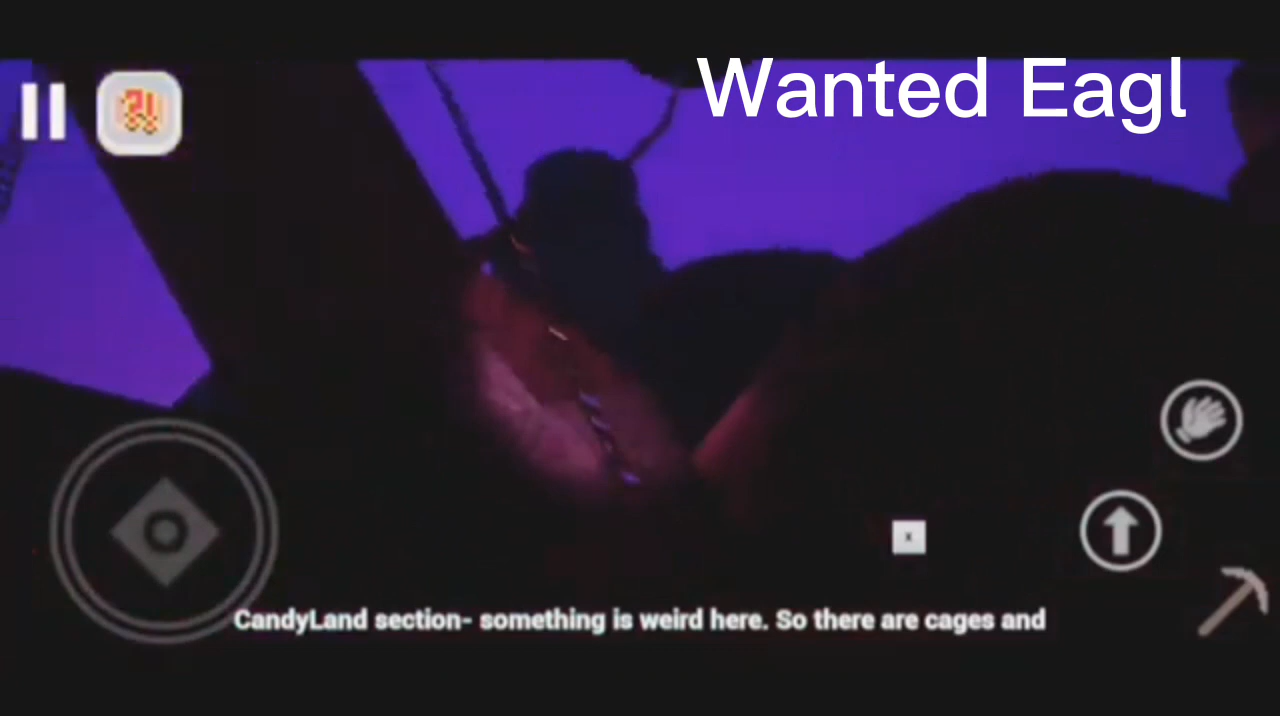 Wanted Eagl
x
CandyLand section- something is weird here. So there are cages and